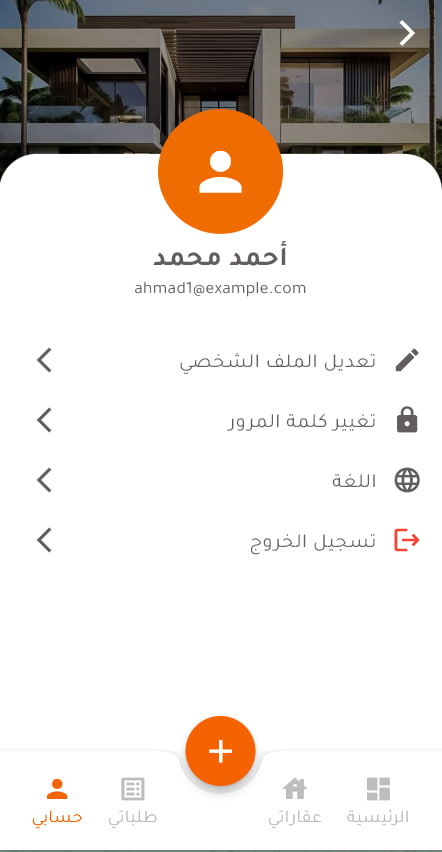 أحمد محمد
ahmad1@example.com
تعديل الملف الشخصي
تغيير كلمة المرور
اللغة
تسجيل الخروج
الرئيسية عقاراتي طلباتي حسابي